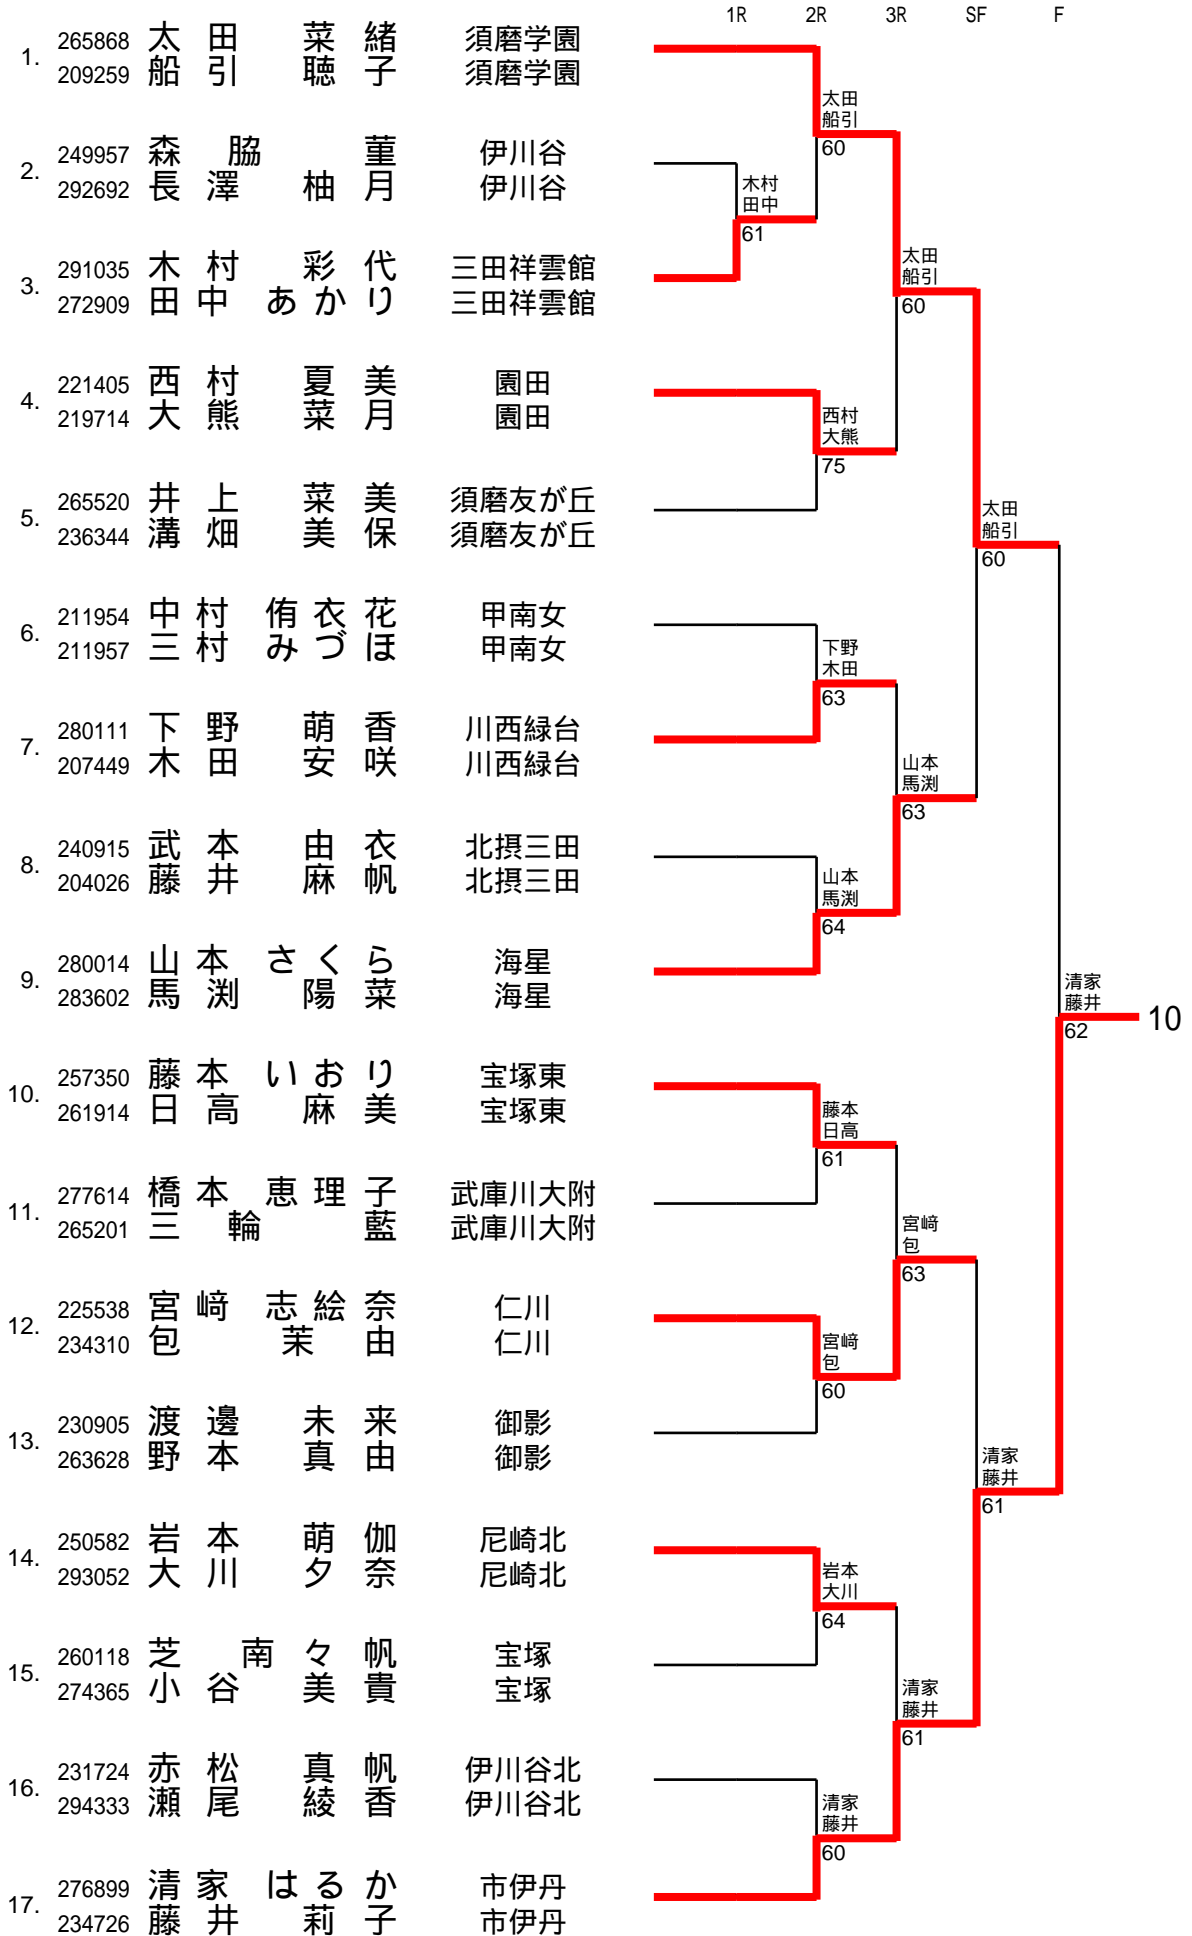 1R 2R 3R SF F
1. 265868 太田 菜緒 須磨学園
209259 船引 聴子 須磨学園
太田
船引
60
2. 249957 森脇 菫 伊川谷
292692 長澤 柚月 伊川谷
木村
田中
61
3. 291035 木村 彩代 三田祥雲館
272909 田中 あかり 三田祥雲館
太田
船引
60
4. 221405 西村 夏美 園田
219714 大熊 菜月 園田
西村
大熊
75
5. 265520 井上 菜美 須磨友が丘
236344 溝畑 美保 須磨友が丘
太田
船引
60
6. 211954 中村 侑衣花 甲南女
211957 三村 みづほ 甲南女
下野
木田
63
7. 280111 下野 萌香 川西緑台
207449 木田 安咲 川西緑台
山本
馬渕
63
8. 240915 武本 由衣 北摂三田
204026 藤井 麻帆 北摂三田
山本
馬渕
64
9. 280014 山本 さくら 海星
283602 馬渕 陽菜 海星
清家
藤井
62
10
10. 257350 藤本 いおり 宝塚東
261914 日高 麻美 宝塚東
藤本
日高
61
11. 277614 橋本 恵理子 武庫川大附
265201 三輪 藍 武庫川大附
宮﨑
包
63
12. 225538 宮﨑 志絵奈 仁川
234310 包 茉由 仁川
宮﨑
包
60
13. 230905 渡邊 未来 御影
263628 野本 真由 御影
清家
藤井
61
14. 250582 岩本 萌伽 尼崎北
293052 大川 夕奈 尼崎北
岩本
大川
64
15. 260118 芝 南々帆 宝塚
274365 小谷 美貴 宝塚
清家
藤井
61
16. 231724 赤松 真帆 伊川谷北
294333 瀬尾 綾香 伊川谷北
清家
藤井
60
17. 276899 清家 はるか 市伊丹
234726 藤井 莉子 市伊丹